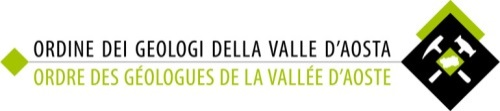 ORDINE DEI GEOLOGI DELLA VALLE D'AOSTA
ORDRE DES GÉOLOGUES DE LA VALLÉE D'AOSTE